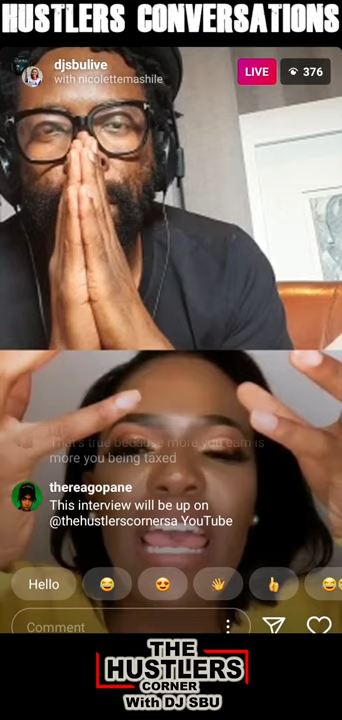 HUSTLERS CONVERSATIONS
djsbulive
with nicolettemashile
LIVE
376
That's true because more you earn is
more you being taxed
thereagopane
This interview will be up on
@thehustlerscornersa YouTube
Hello
Comment
THE
HUSTLERS
CORNER
With DJ SBU